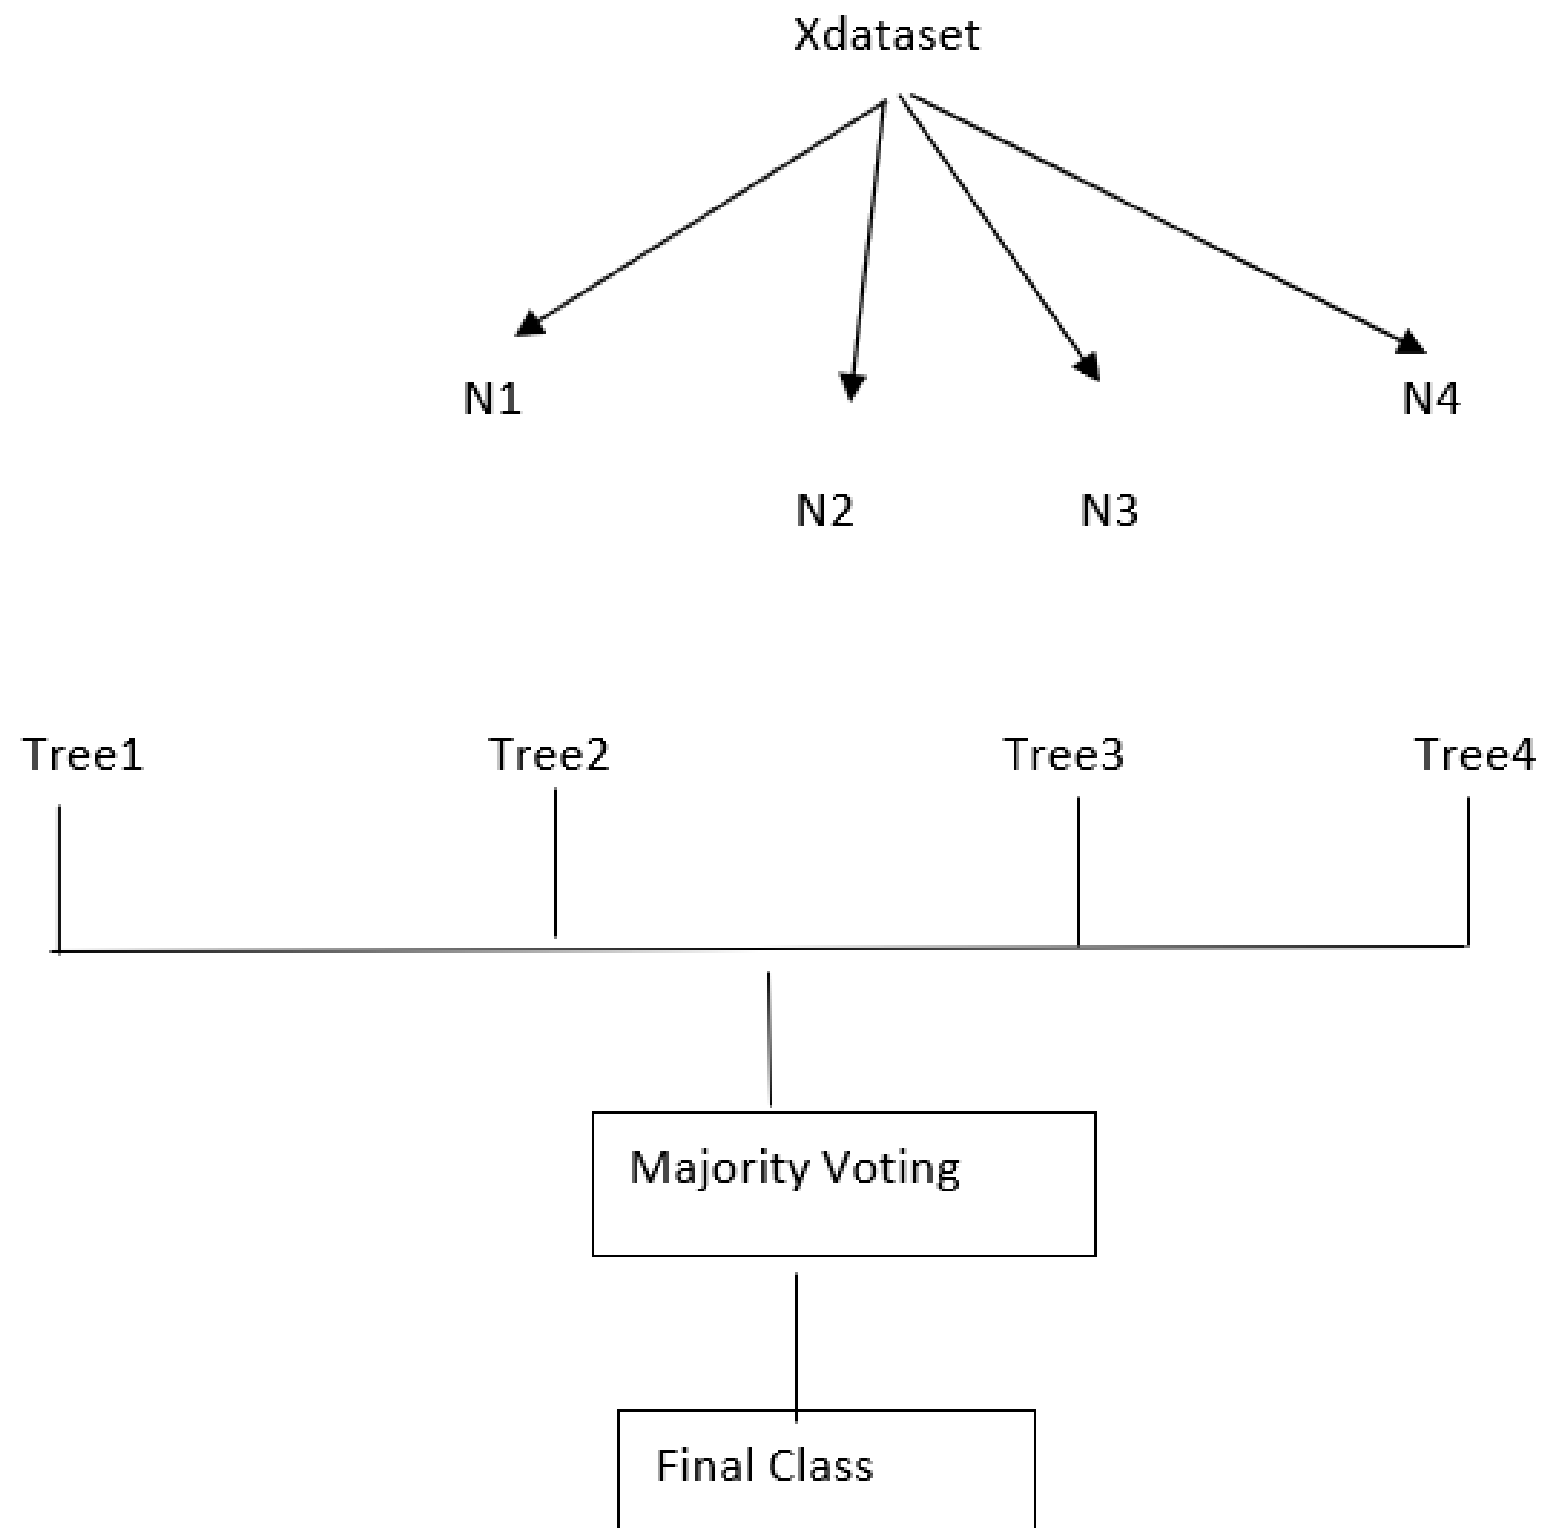 Xdataset
N1
N4
N2
N3
Tree1
Tree2
Tree3
Tree4
Majority Voting
Final Class